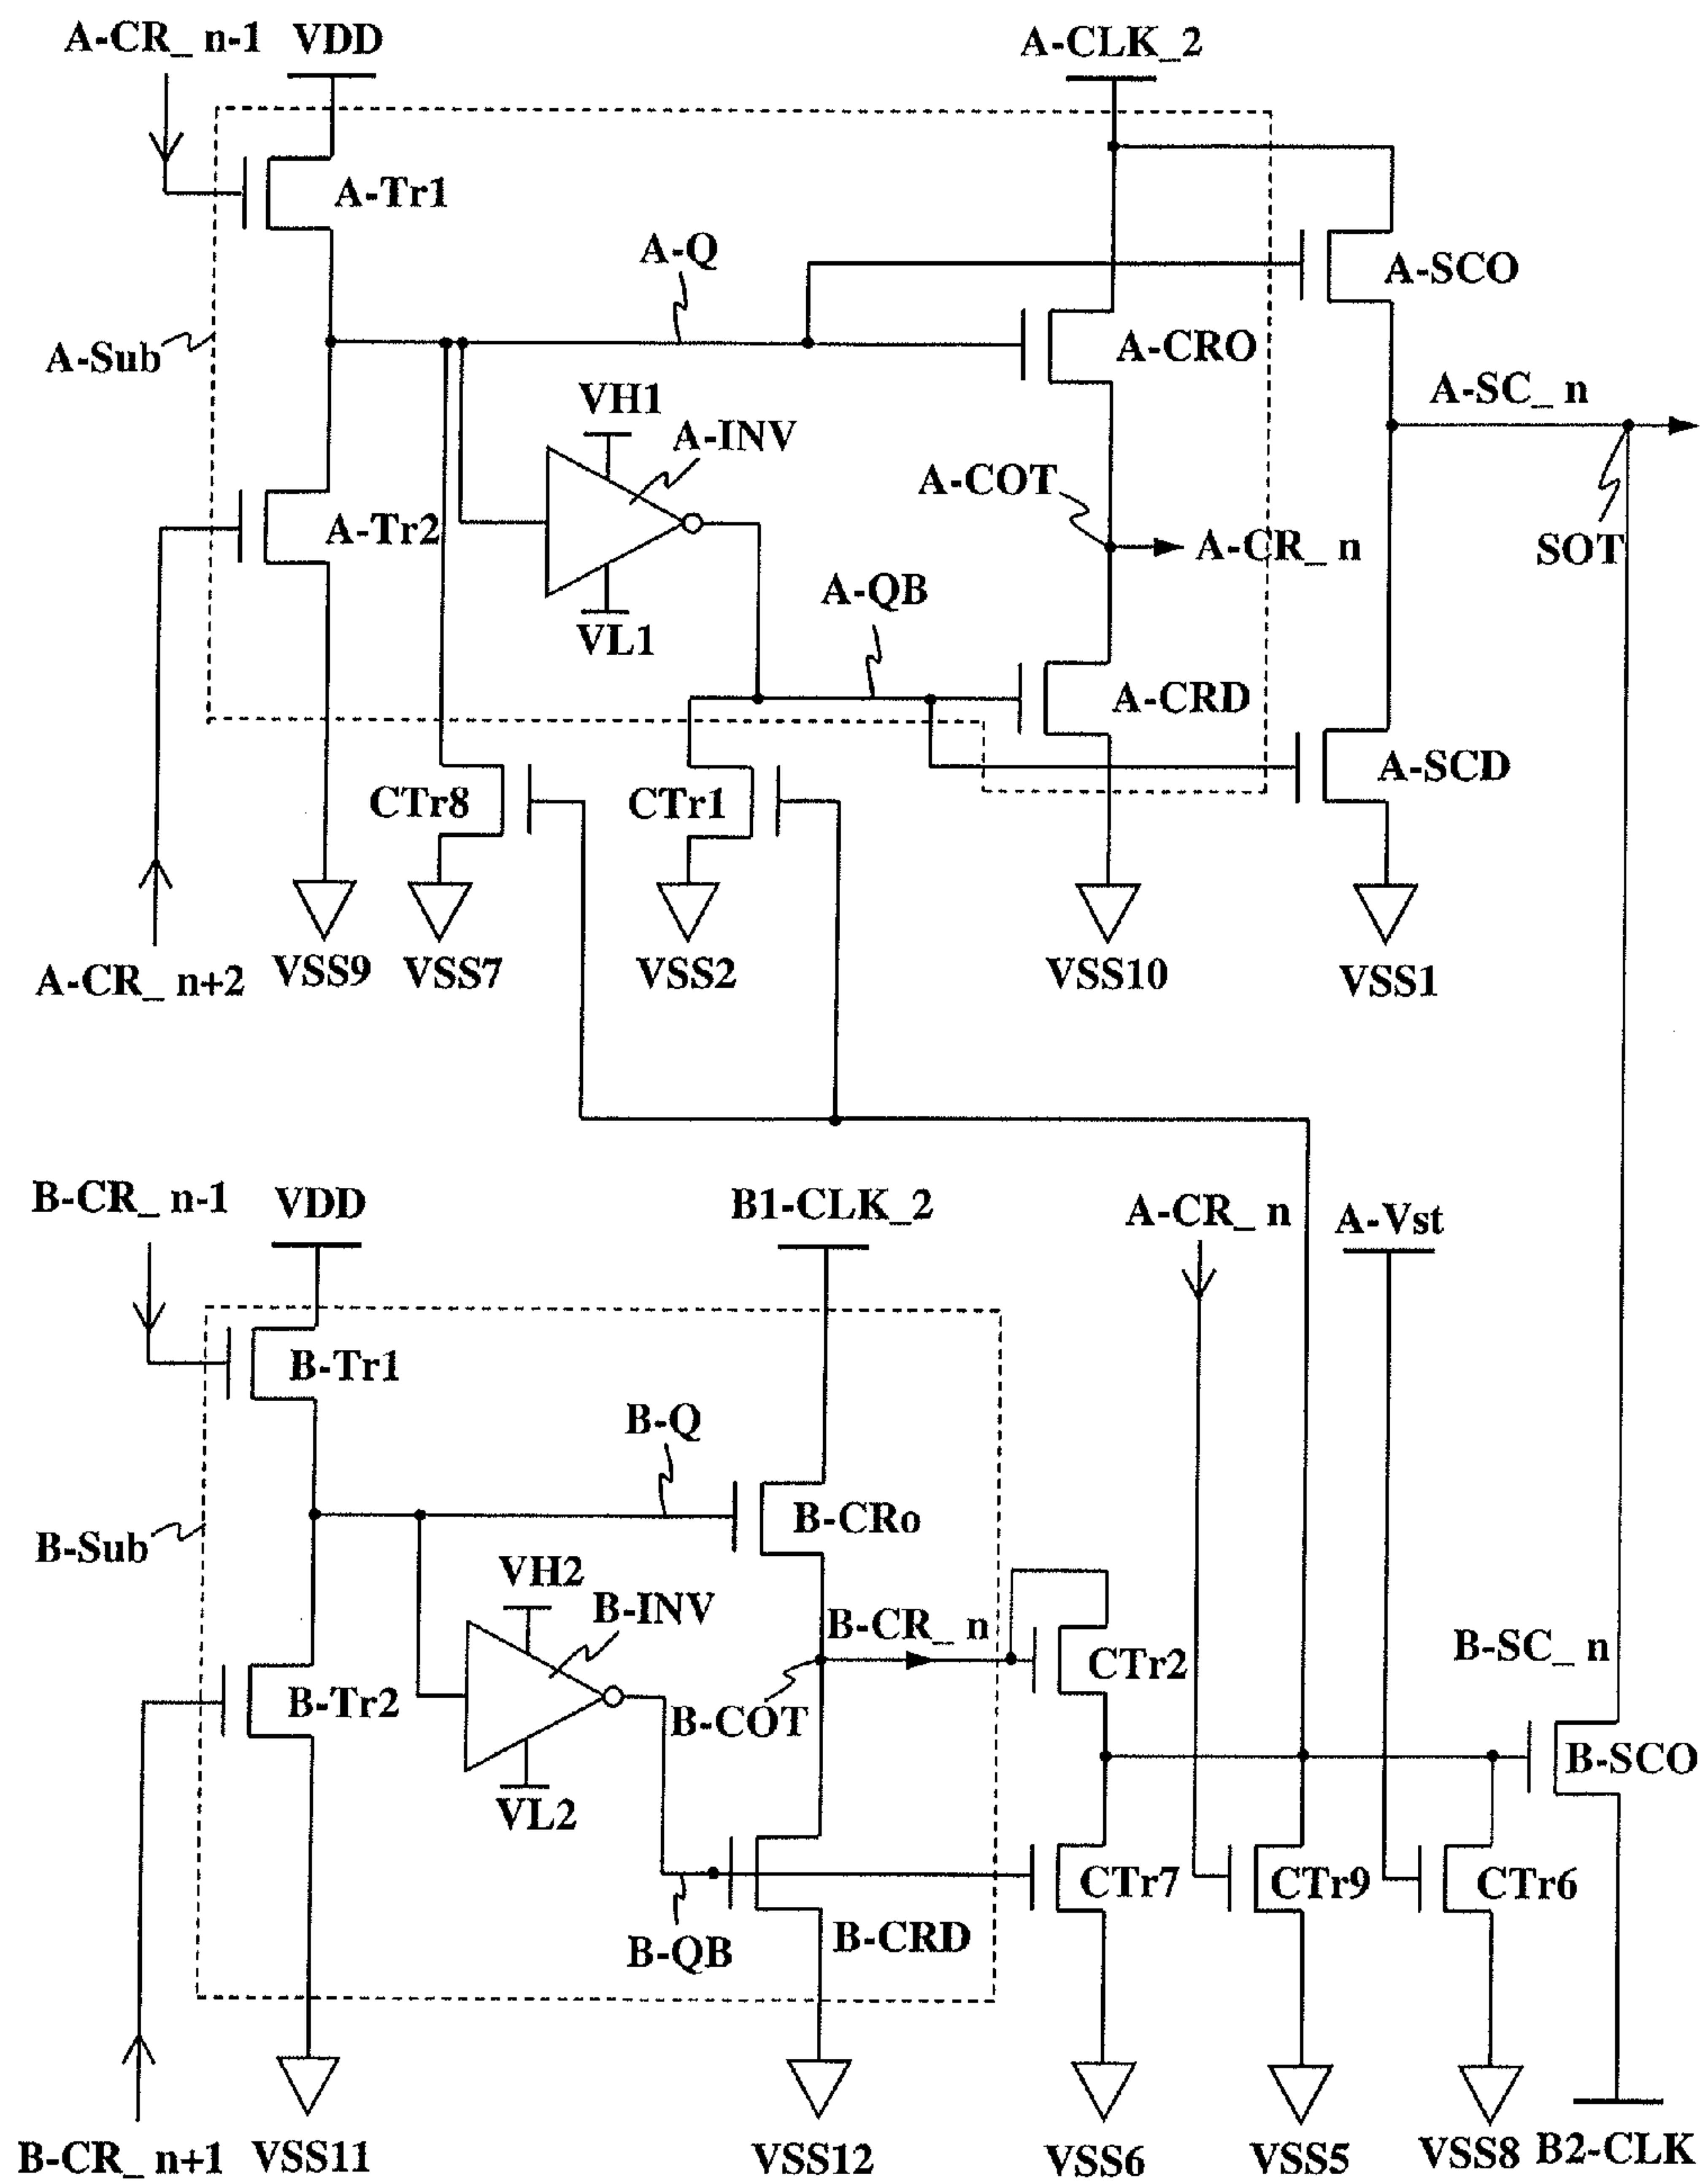 A-CR_ n-1
VDD
A-CLK_2
A-Tr1
A-Q
A-SCO
A-Sub
A-CRO
VH1
A-INV
A-SC_ n
A-COT
A-Tr2
A-CR_ n
SOT
A-QB
VL1
A-CRD
A-SCD
CTr8
CTr1
A-CR_ n+2
VSS9
VSS7
VSS2
VSS10
VSS1
B-CR_ n-1
VDD
B1-CLK_2
A-CR_ n
A-Vst
B-Tr1
B-Q
B-CRo
B-Sub
VH2
B-INV
B-CR_ n
CTr2
B-SC_ n
B-Tr2
B-COT
B-SCO
VL2
CTr7
CTr9
CTr6
B-QB
B-CRD
B-CR_ n+1
VSS11
VSS12
VSS6
VSS5
VSS8
B2-CLK